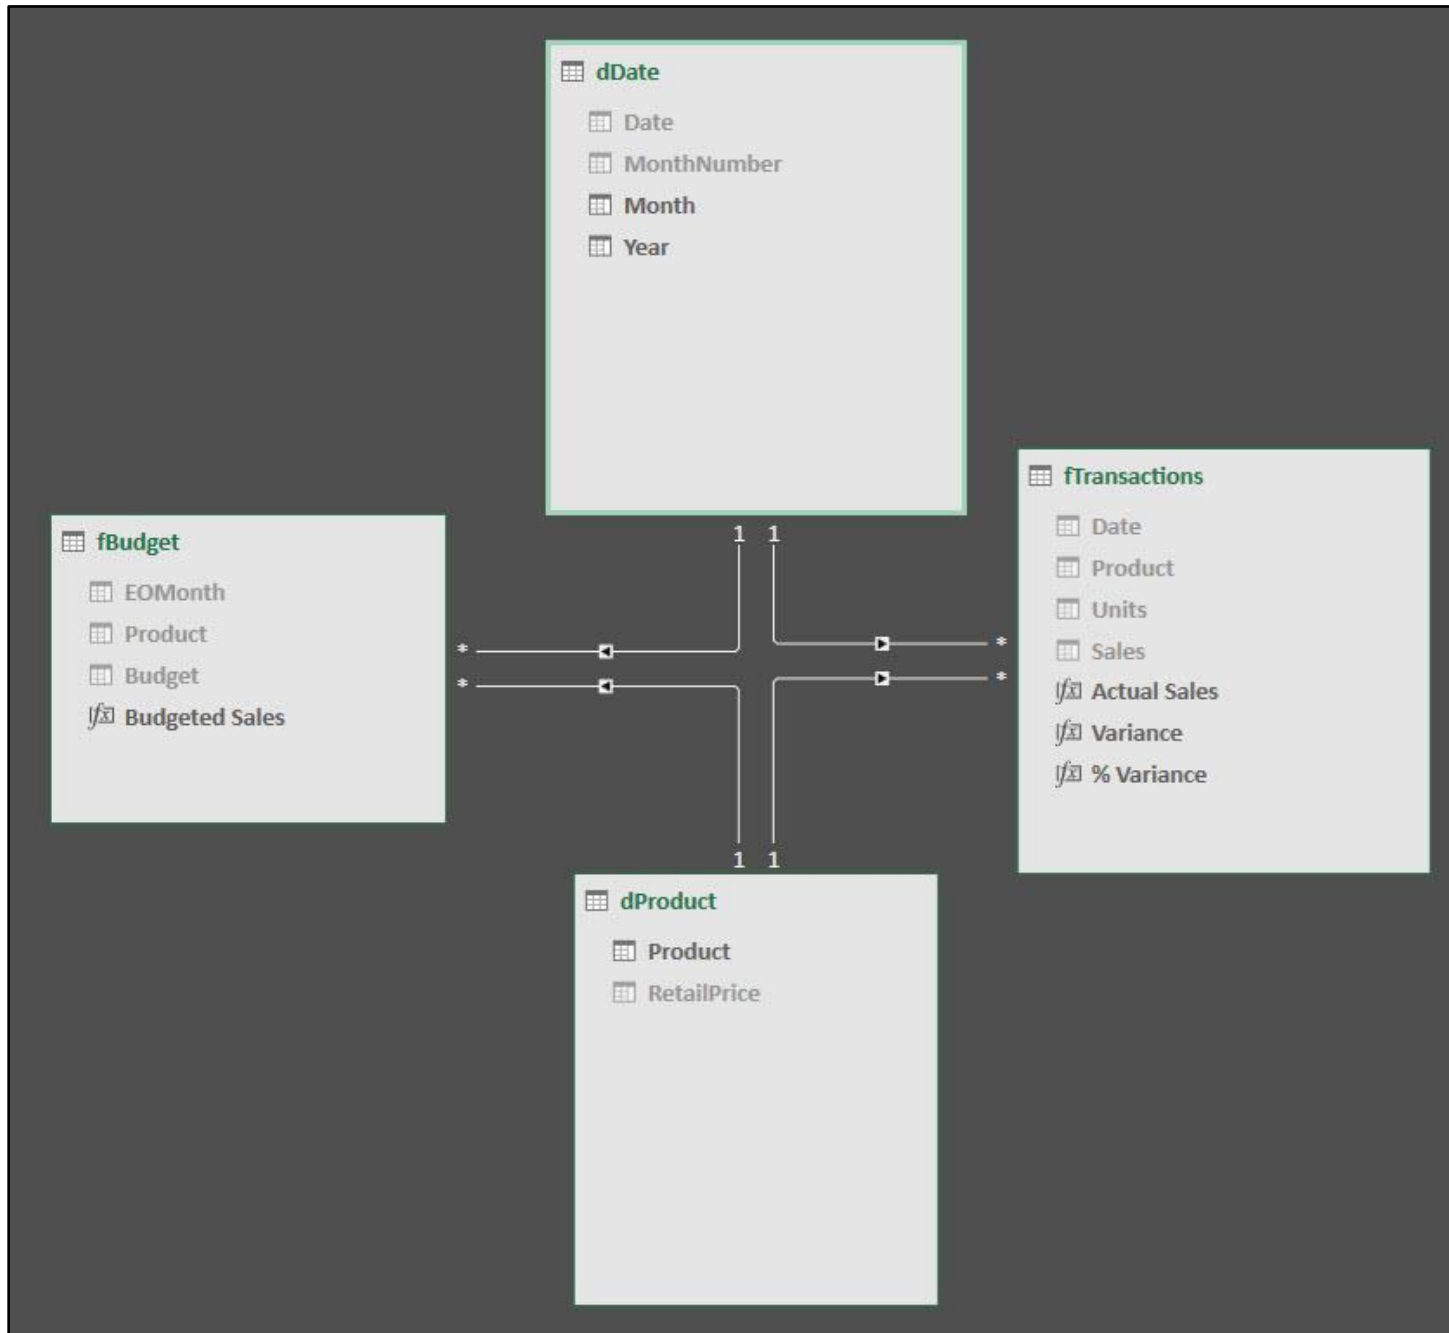 dDate
Date
MonthNumber
Month
Year
fBudget
EOMonth
Product
Budget
Budgeted Sales
fTransactions
Date
Product
Units
Sales
Actual Sales
Variance
% Variance
1 1
* *
* *
1 1
dProduct
Product
RetailPrice